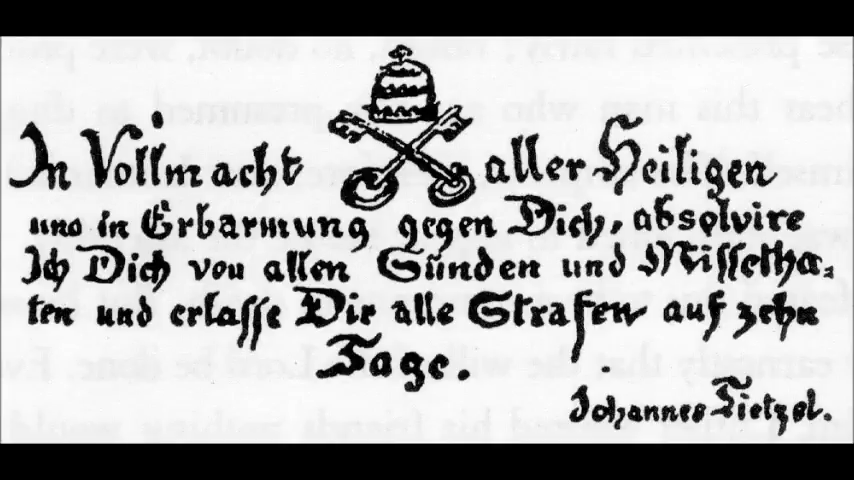 In Vollmacht aller Heiligen
und in Erbarmung gegen Dich, absolvire
Ich Dich von allen Sünden und Missetha=
ten und erlasse Dir alle Strafen auf zehn
Tage.
Johannes Tietzel.